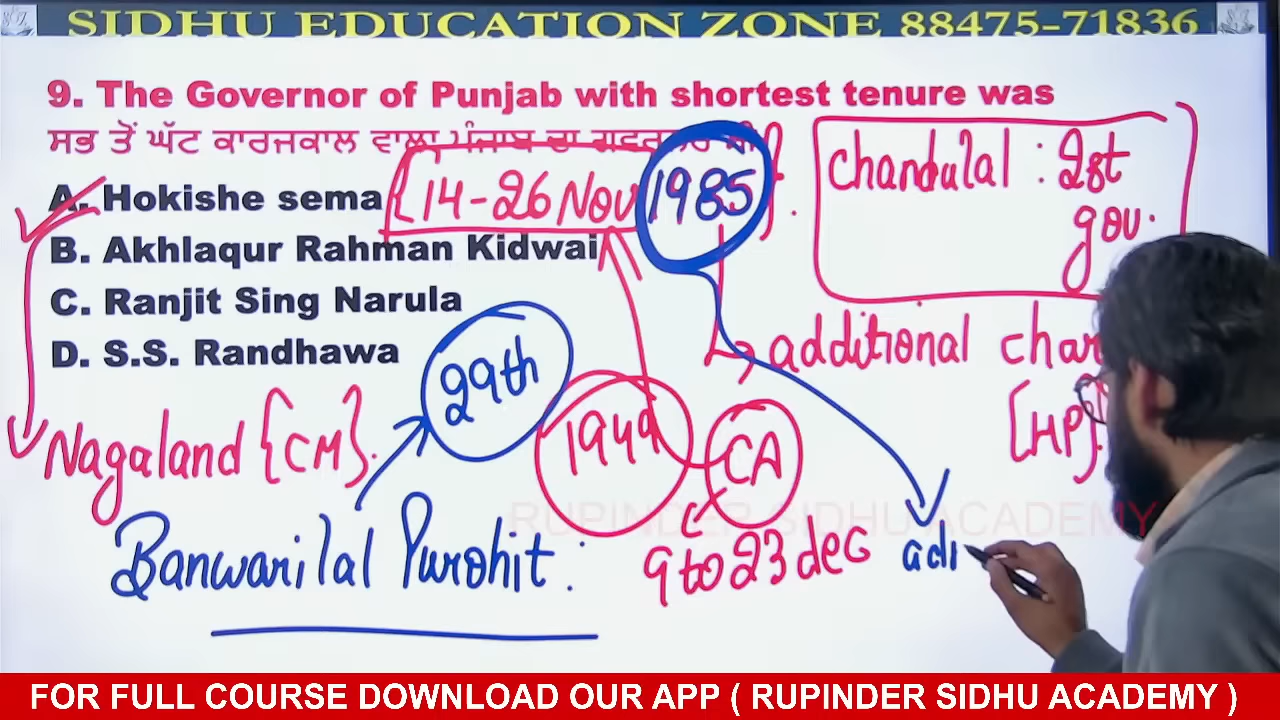 SIDHU EDUCATION ZONE 88475-71836
9. The Governor of Punjab with shortest tenure was
ਸਭ ਤੋਂ ਘੱਟ ਕਾਰਜਕਾਲ ਵਾਲਾ ਪੰਜਾਬ ਦਾ ਗਵਰਨਰ ਸੀ
A. Hokishe sema {14-26 Nov 1985}.
B. Akhlaqur Rahman Kidwai
C. Ranjit Sing Narula
D. S.S. Randhawa
Chandulal : 1st
gov.
additional char
[HP]
29th
1949
CA
Nagaland {CM}.
Banwarilal Purohit :
9 to 23 dec
adi
RUPINDER SIDHU ACADEMY
FOR FULL COURSE DOWNLOAD OUR APP ( RUPINDER SIDHU ACADEMY )